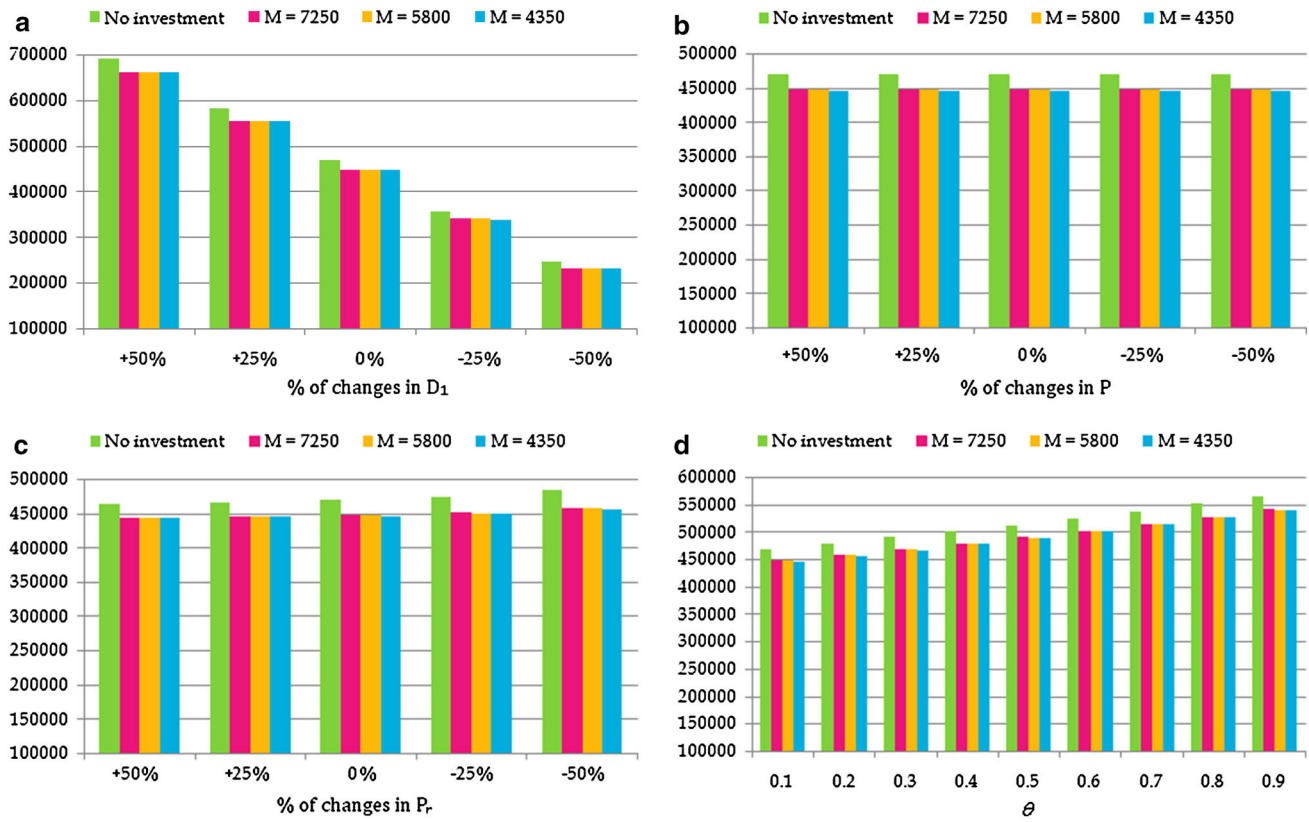 a
No investment M = 7250 M = 5800 M = 4350
700000
600000
500000
400000
300000
200000
100000
+50% +25% 0% -25% -50%
% of changes in D₁
b
No investment M = 7250 M = 5800 M = 4350
500000
450000
400000
350000
300000
250000
200000
150000
100000
+50% +25% 0% -25% -50%
% of changes in P
c
No investment M = 7250 M = 5800 M = 4350
500000
450000
400000
350000
300000
250000
200000
150000
100000
+50% +25% 0% -25% -50%
% of changes in Pᵣ
d
No investment M = 7250 M = 5800 M = 4350
600000
550000
500000
450000
400000
350000
300000
250000
200000
150000
100000
0.1 0.2 0.3 0.4 0.5 0.6 0.7 0.8 0.9
θ